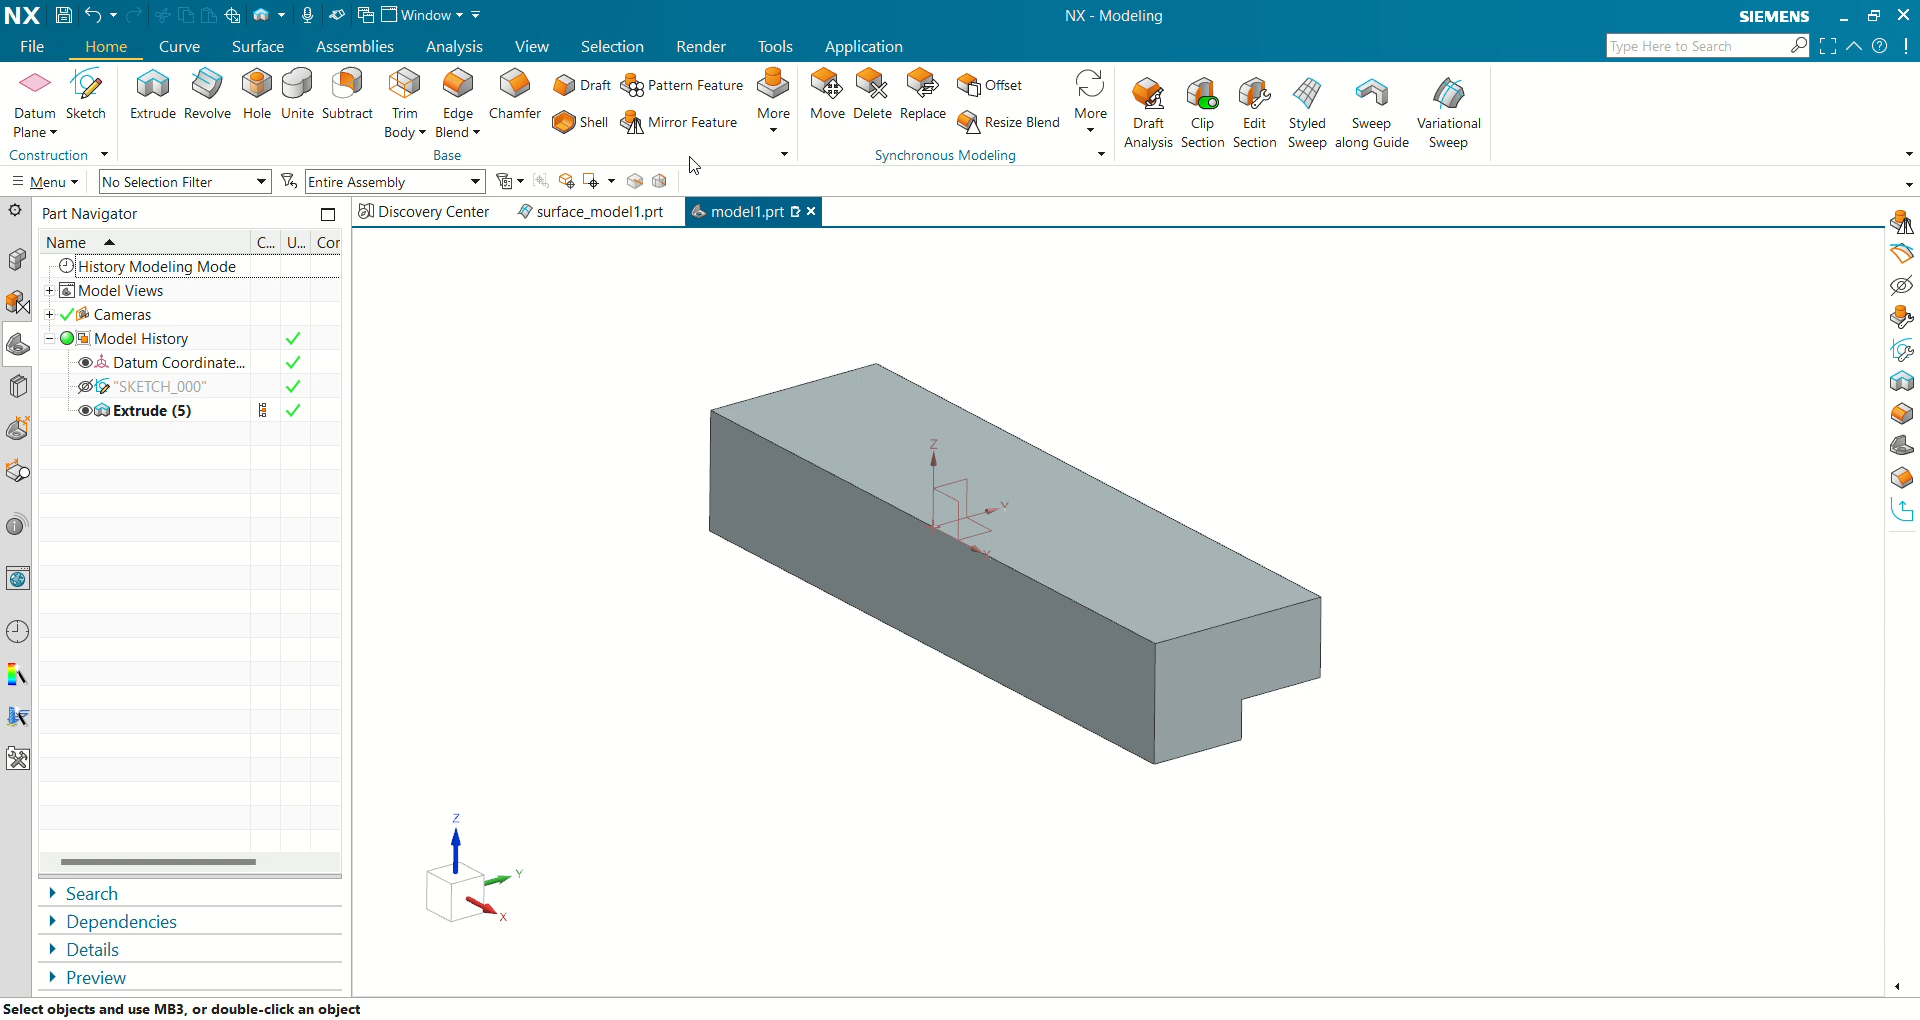 NX Window NX - Modeling SIEMENS
File Home Curve Surface Assemblies Analysis View Selection Render Tools Application Type Here to Search
Datum Plane Sketch Extrude Revolve Hole Unite Subtract Trim Body Edge Blend Chamfer Draft Shell Pattern Feature Mirror Feature More Move Delete Replace Offset Resize Blend More Draft Analysis Clip Section Edit Section Styled Sweep Sweep along Guide Variational Sweep
Construction Base Synchronous Modeling
Menu No Selection Filter Entire Assembly
Part Navigator Discovery Center surface_model1.prt model1.prt
Name C... U... Cor
History Modeling Mode
Model Views
Cameras
Model History
Datum Coordinate...
"SKETCH_000"
Extrude (5)
Z
Y
X
Z
Y
X
Search
Dependencies
Details
Preview
Select objects and use MB3, or double-click an object